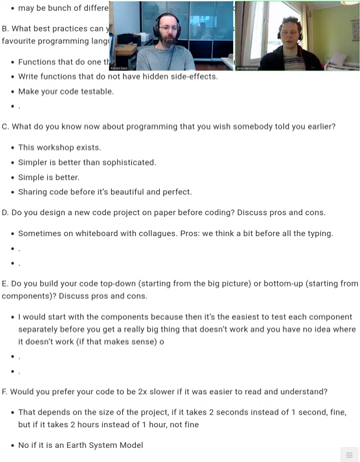 may be bunch of differe
B. What best practices can y
favourite programming langu
Functions that do one th
Write functions that do not have hidden side-effects.
Make your code testable.
.
C. What do you know now about programming that you wish somebody told you earlier?
This workshop exists.
Simpler is better than sophisticated.
Simple is better.
Sharing code before it's beautiful and perfect.
D. Do you design a new code project on paper before coding? Discuss pros and cons.
Sometimes on whiteboard with collagues. Pros: we think a bit before all the typing.
.
.
E. Do you build your code top-down (starting from the big picture) or bottom-up (starting from
components)? Discuss pros and cons.
I would start with the components because then it's the easiest to test each component
separately before you get a really big thing that doesn't work and you have no idea where
it doesn't work (if that makes sense) o
.
.
F. Would you prefer your code to be 2x slower if it was easier to read and understand?
That depends on the size of the project, if it takes 2 seconds instead of 1 second, fine,
but if it takes 2 hours instead of 1 hour, not fine
No if it is an Earth System Model